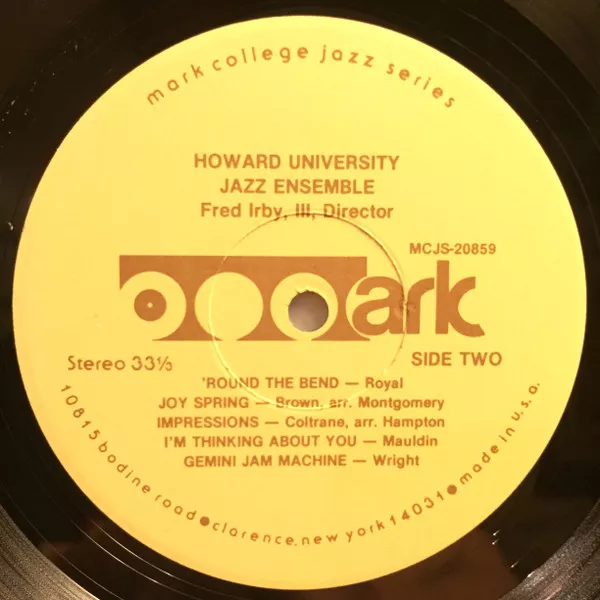 mark college jazz series
HOWARD UNIVERSITY
JAZZ ENSEMBLE
Fred Irby, III, Director
MCJS-20859
mark
Stereo 33⅓
SIDE TWO
'ROUND THE BEND — Royal
JOY SPRING — Brown, arr. Montgomery
IMPRESSIONS — Coltrane, arr. Hampton
I'M THINKING ABOUT YOU — Mauldin
GEMINI JAM MACHINE — Wright
10815 bodine road●clarence, new york 14031●made in u.s.a.